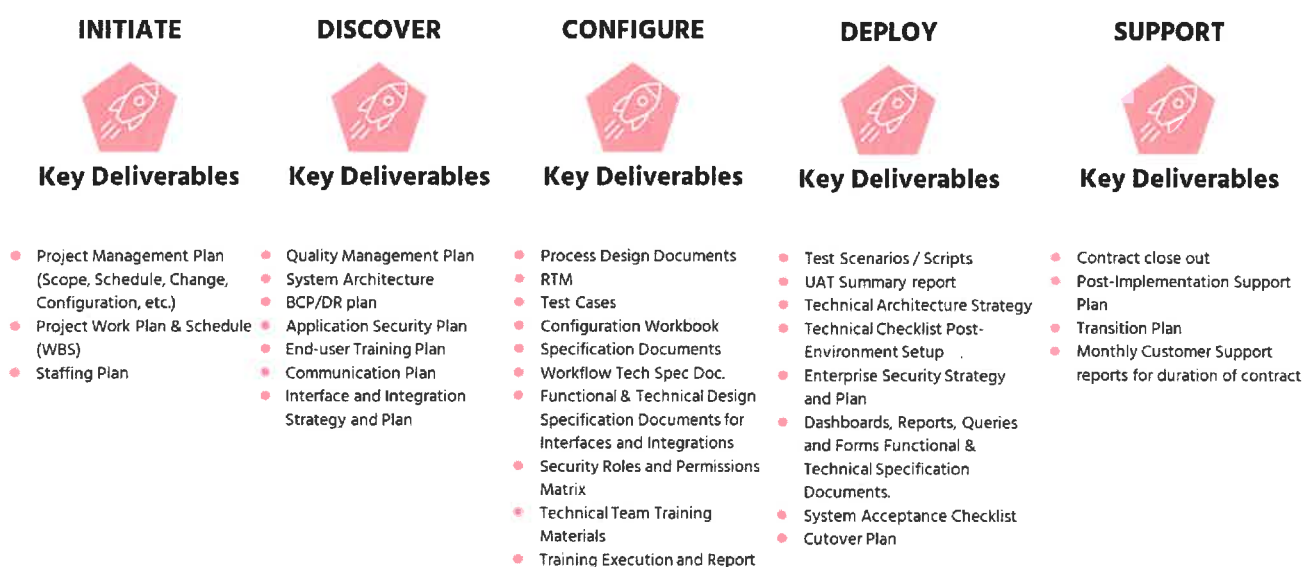 INITIATE
Key Deliverables
Project Management Plan
(Scope, Schedule, Change,
Configuration, etc.)
Project Work Plan & Schedule
(WBS)
Staffing Plan
DISCOVER
Key Deliverables
Quality Management Plan
System Architecture
BCP/DR plan
Application Security Plan
End-user Training Plan
Communication Plan
Interface and Integration
Strategy and Plan
CONFIGURE
Key Deliverables
Process Design Documents
RTM
Test Cases
Configuration Workbook
Specification Documents
Workflow Tech Spec Doc.
Functional & Technical Design
Specification Documents for
Interfaces and Integrations
Security Roles and Permissions
Matrix
Technical Team Training
Materials
Training Execution and Report
DEPLOY
Key Deliverables
Test Scenarios / Scripts
UAT Summary report
Technical Architecture Strategy
Technical Checklist Post-
Environment Setup
Enterprise Security Strategy
and Plan
Dashboards, Reports, Queries
and Forms Functional &
Technical Specification
Documents.
System Acceptance Checklist
Cutover Plan
SUPPORT
Key Deliverables
Contract close out
Post-Implementation Support
Plan
Transition Plan
Monthly Customer Support
reports for duration of contract